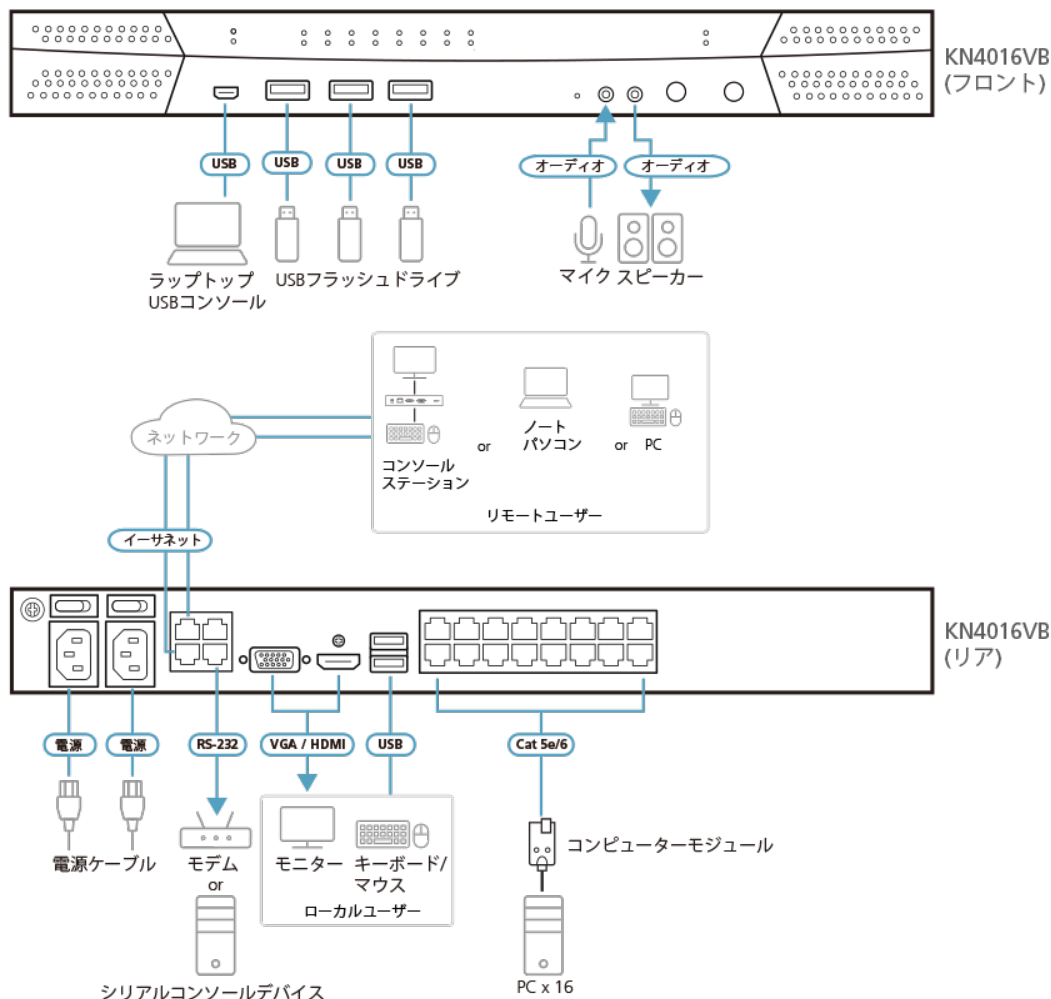 KN4016VB
(フロント)
USB
USB
USB
USB
オーディオ
オーディオ
ラップトップ
USBコンソール
USBフラッシュドライブ
マイク
スピーカー
ネットワーク
コンソール
ステーション
or
ノート
パソコン
or
PC
リモートユーザー
イーサネット
KN4016VB
(リア)
電源
電源
RS-232
VGA / HDMI
USB
Cat 5e/6
電源ケーブル
モデム
or
シリアルコンソールデバイス
モニター
キーボード/
マウス
ローカルユーザー
コンピューターモジュール
PC x 16